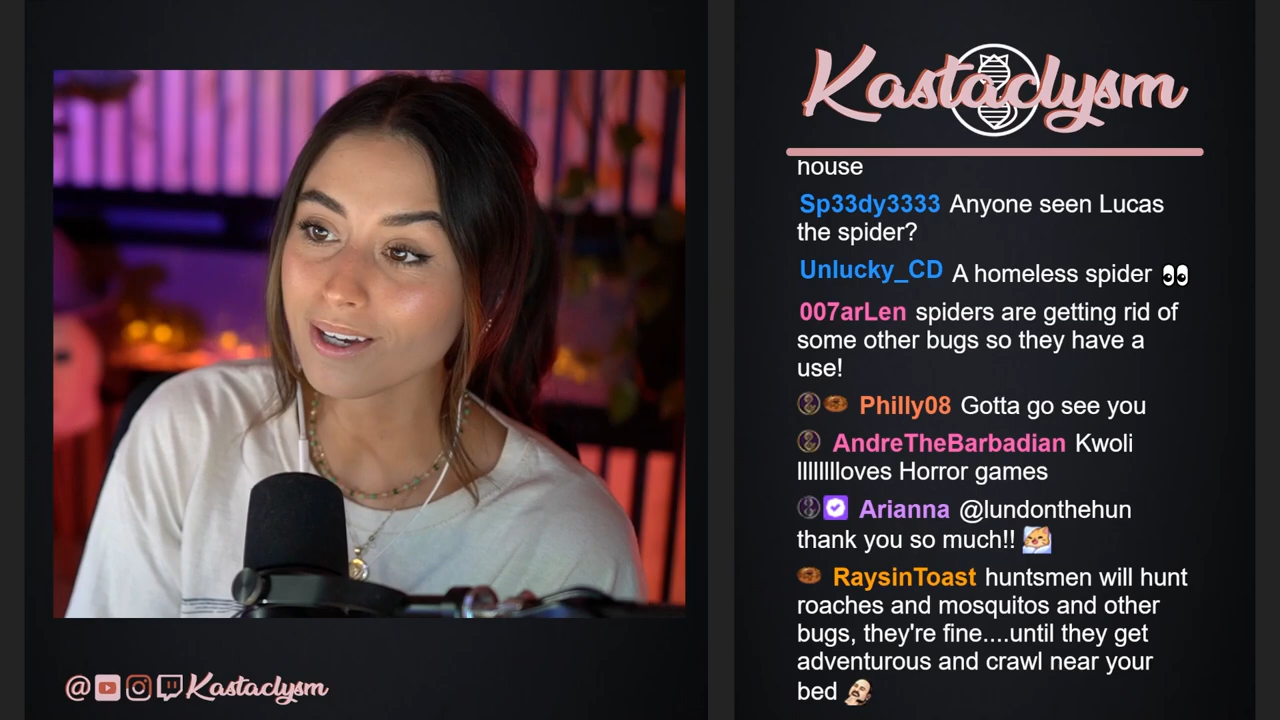 Kastaclysm
house
Sp33dy3333 Anyone seen Lucas
the spider?
Unlucky_CD A homeless spider
007arLen spiders are getting rid of
some other bugs so they have a
use!
Philly08 Gotta go see you
AndreTheBarbadian Kwoli
llllllllloves Horror games
Arianna @lundonthehun
thank you so much!!
RaysinToast huntsmen will hunt
roaches and mosquitos and other
bugs, they're fine....until they get
adventurous and crawl near your
bed
@Kastaclysm